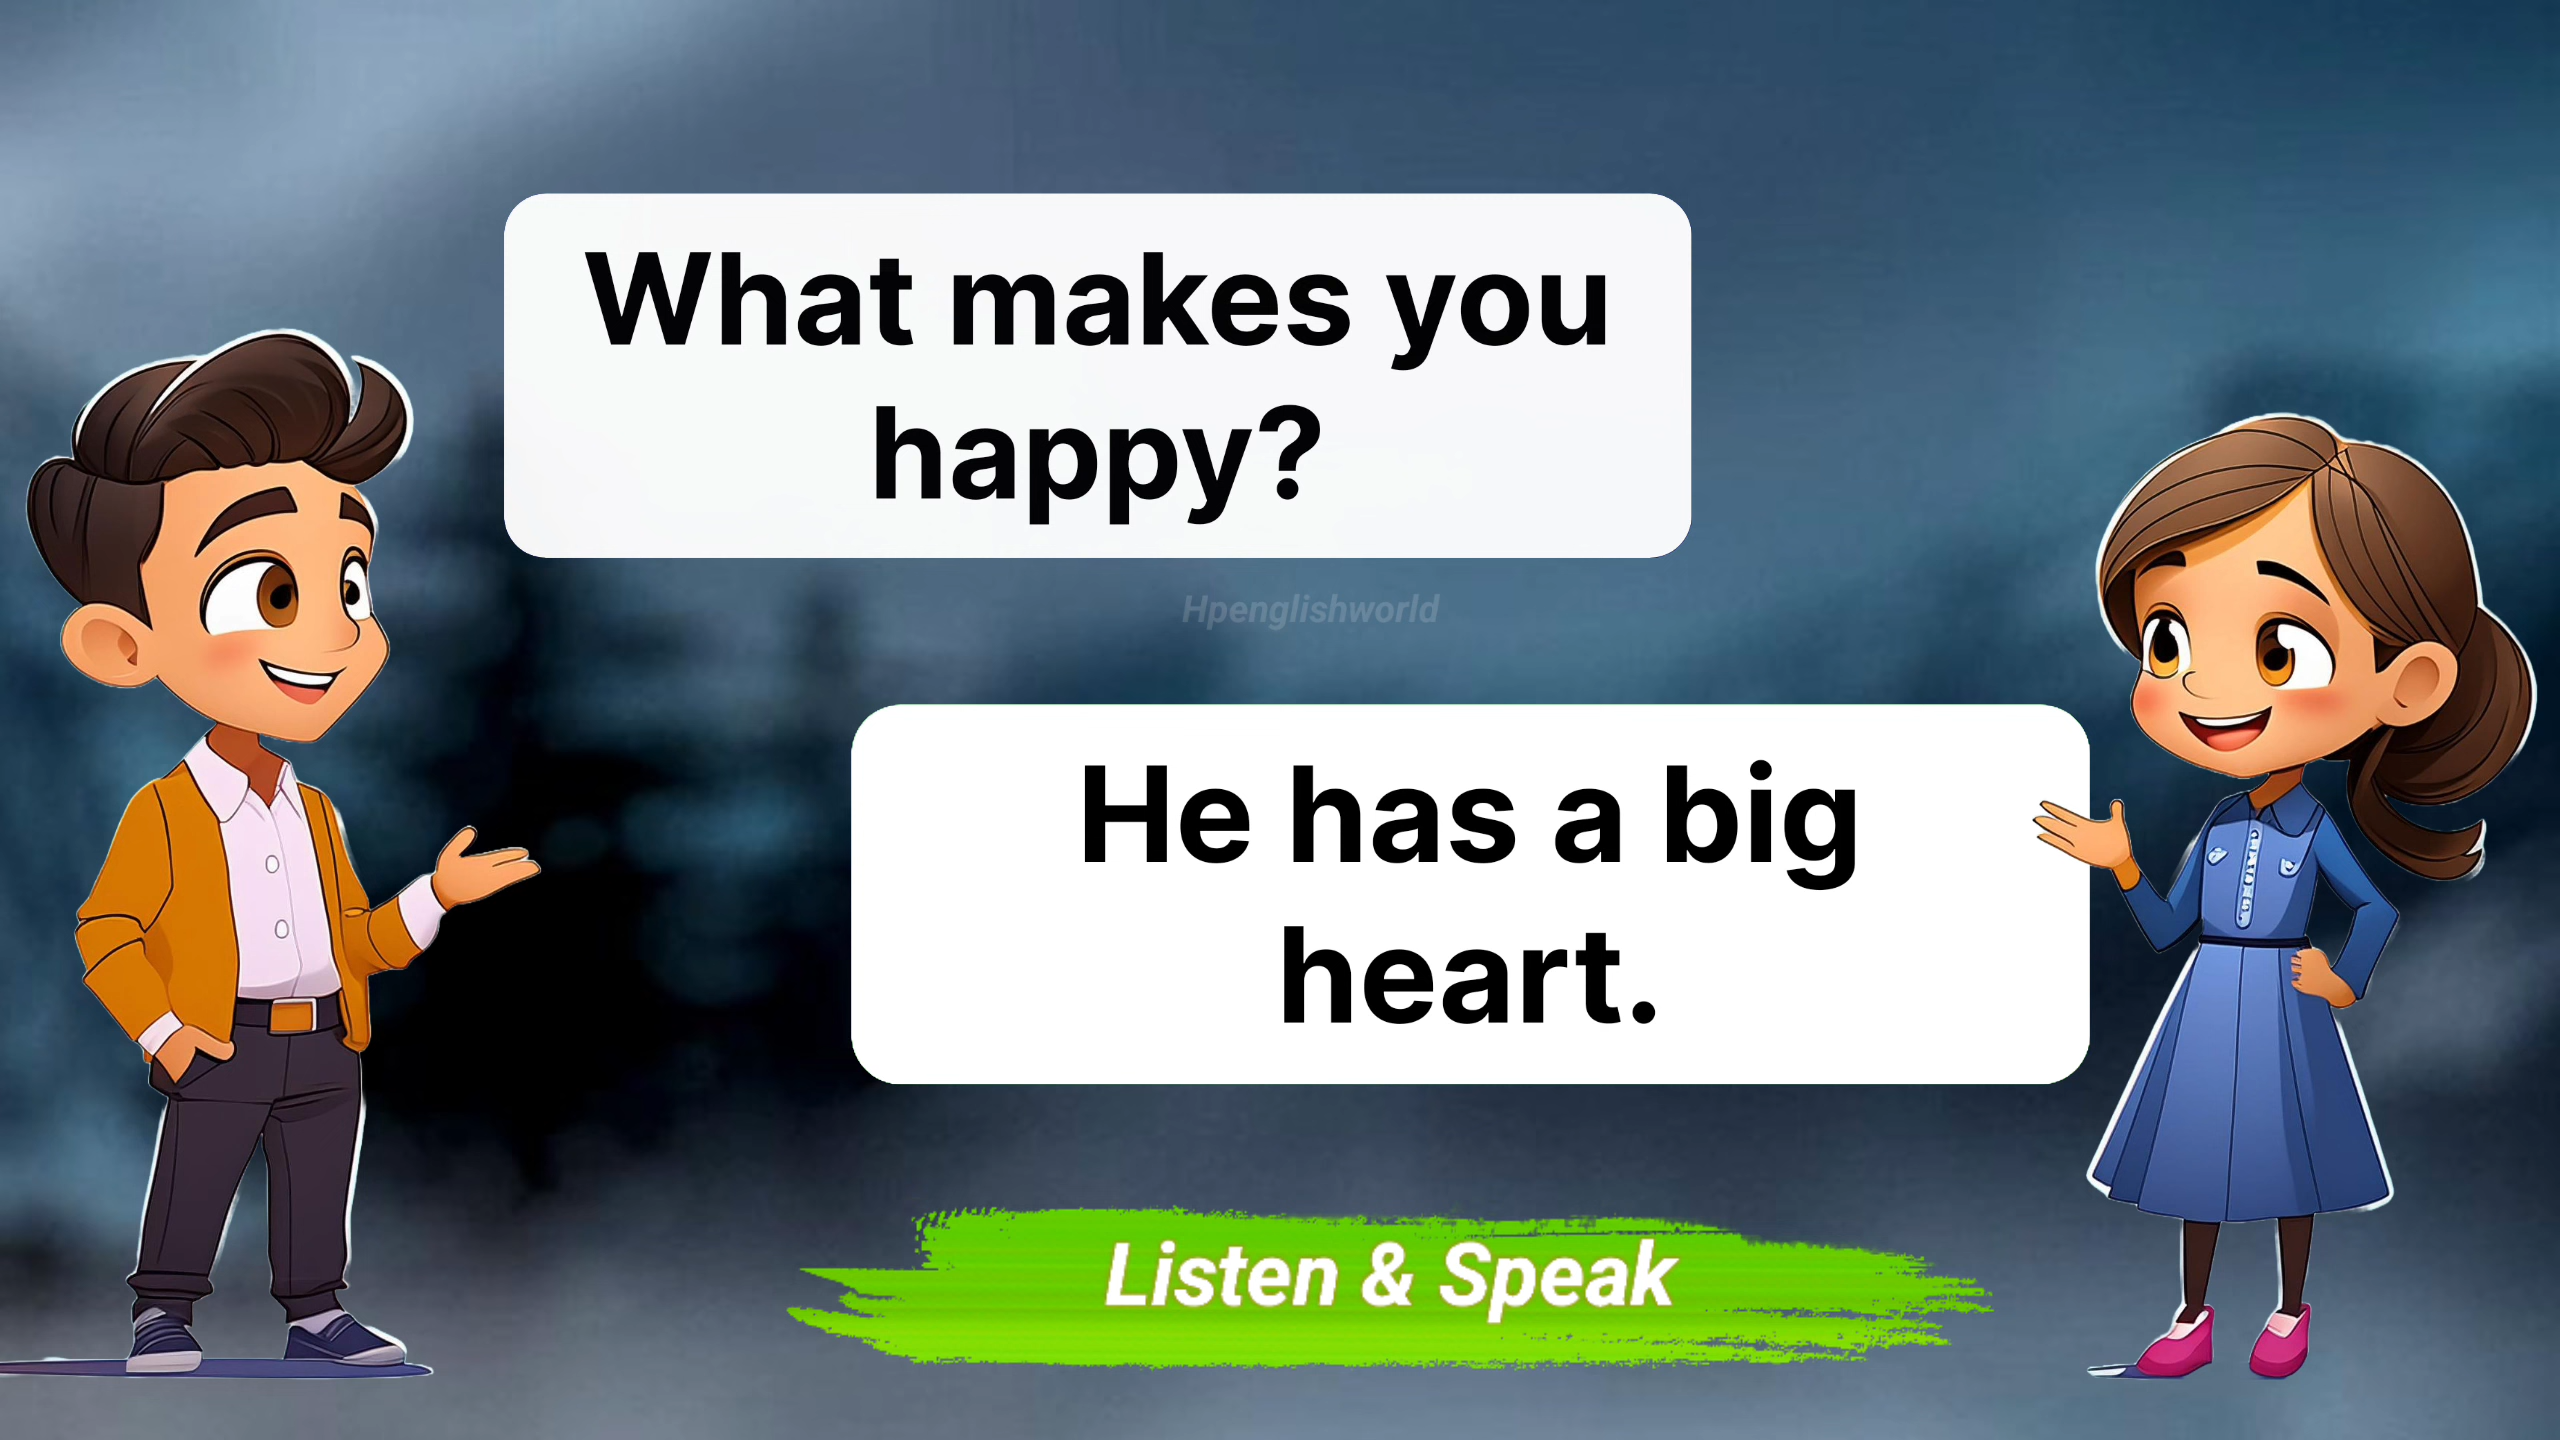 What makes you
happy?
Hpenglishworld
He has a big
heart.
Listen & Speak